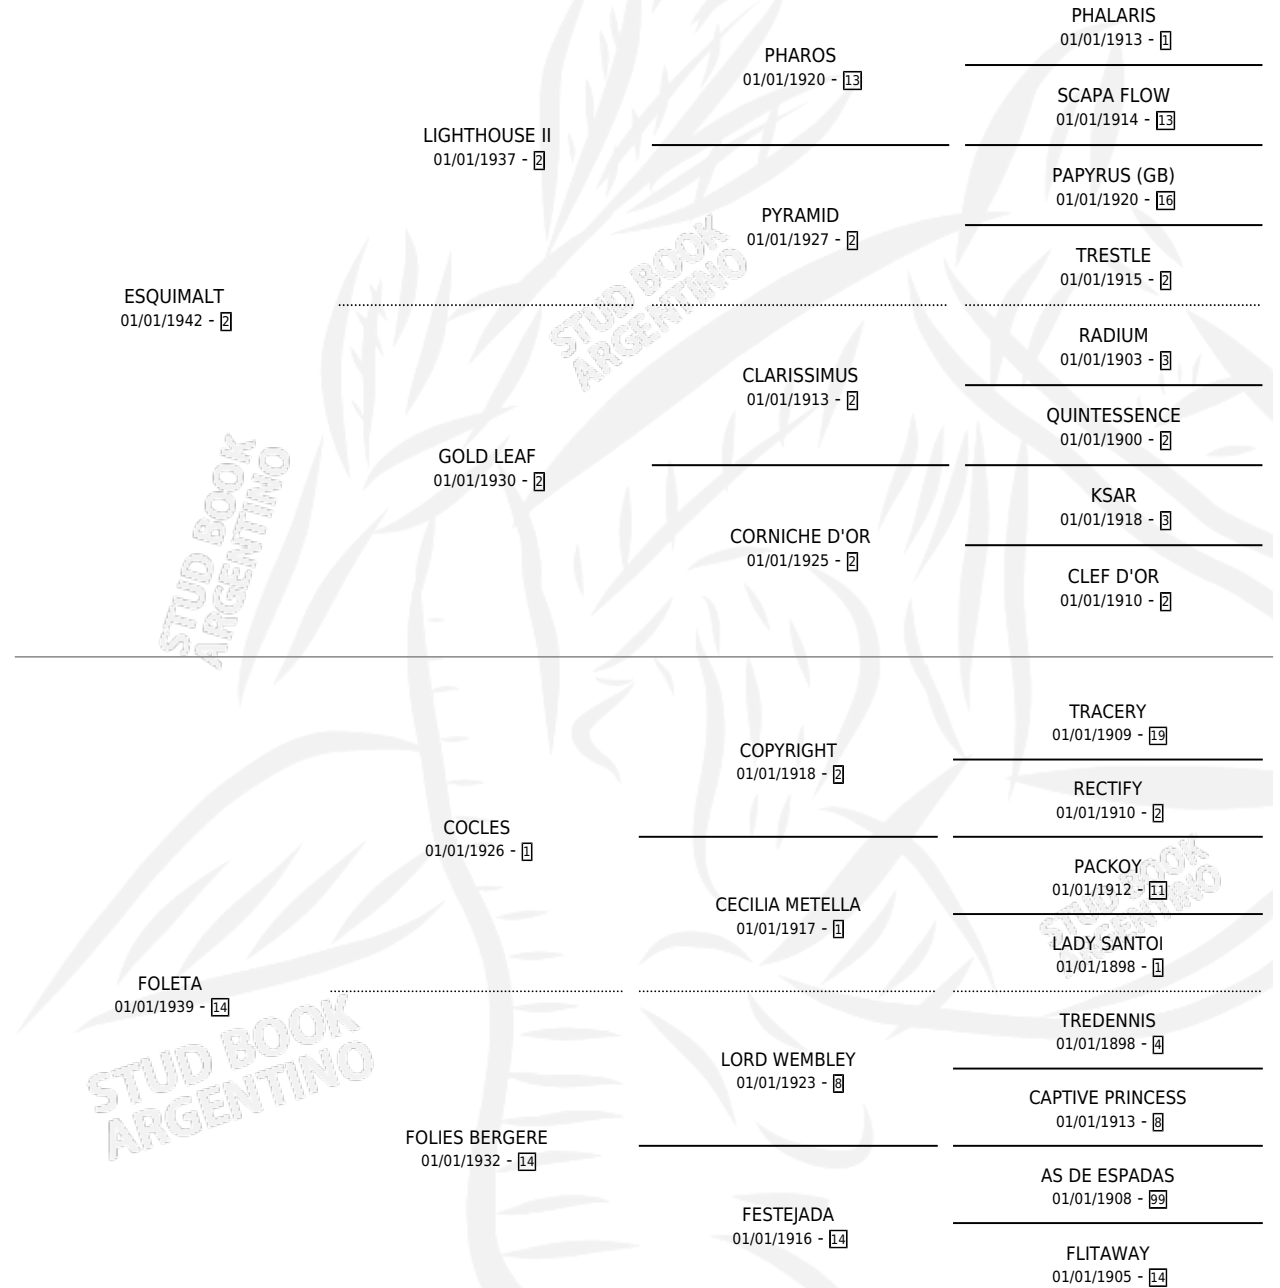 PHALARIS
01/01/1913 - 1
PHAROS
01/01/1920 - 13
SCAPA FLOW
01/01/1914 - 13
LIGHTHOUSE II
01/01/1937 - 2
PAPYRUS (GB)
01/01/1920 - 16
PYRAMID
01/01/1927 - 2
TRESTLE
01/01/1915 - 2
ESQUIMALT
01/01/1942 - 2
RADIUM
01/01/1903 - 3
CLARISSIMUS
01/01/1913 - 2
QUINTESSENCE
01/01/1900 - 2
GOLD LEAF
01/01/1930 - 2
KSAR
01/01/1918 - 3
CORNICHE D'OR
01/01/1925 - 2
CLEF D'OR
01/01/1910 - 2
TRACERY
01/01/1909 - 19
COPYRIGHT
01/01/1918 - 2
RECTIFY
01/01/1910 - 2
COCLES
01/01/1926 - 1
PACKOY
01/01/1912 - 11
CECILIA METELLA
01/01/1917 - 1
LADY SANTOI
01/01/1898 - 1
FOLETA
01/01/1939 - 14
TREDENNIS
01/01/1898 - 4
LORD WEMBLEY
01/01/1923 - 8
CAPTIVE PRINCESS
01/01/1913 - 8
FOLIES BERGERE
01/01/1932 - 14
AS DE ESPADAS
01/01/1908 - 99
FESTEJADA
01/01/1916 - 14
FLITAWAY
01/01/1905 - 14
STUD BOOK
ARGENTINO
STUD BOOK
ARGENTINO
STUD BOOK
ARGENTINO
STUD BOOK
ARGENTINO